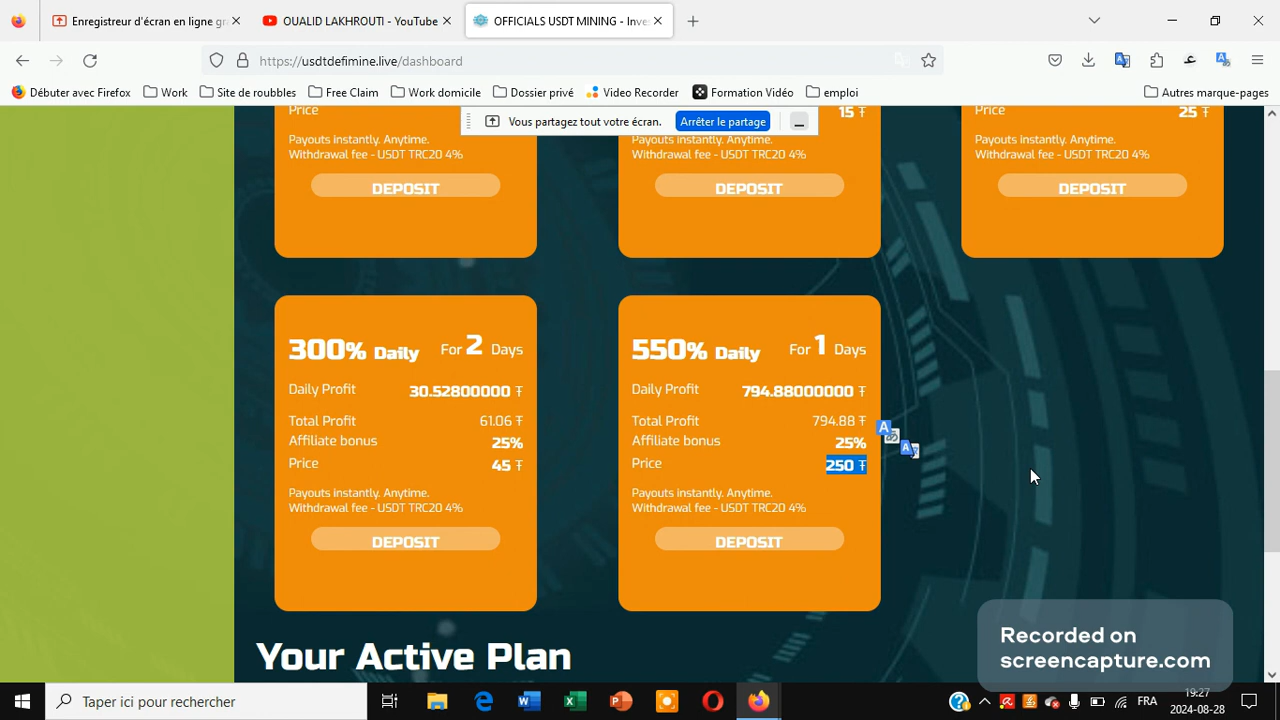 Enregistreur d'écran en ligne gra
OUALID LAKHROUTI - YouTube
OFFICIALS USDT MINING - Inves
https://usdtdefimine.live/dashboard
Débuter avec Firefox
Work
Site de roubbles
Free Claim
Work domicile
Dossier privé
Video Recorder
Formation Vidéo
emploi
Autres marque-pages
Vous partagez tout votre écran.
Arrêter le partage
Price
15 ₮
25 ₮
Payouts instantly. Anytime.
Withdrawal fee - USDT TRC20 4%
DEPOSIT
Payouts instantly. Anytime.
Withdrawal fee - USDT TRC20 4%
DEPOSIT
Payouts instantly. Anytime.
Withdrawal fee - USDT TRC20 4%
DEPOSIT
300% Daily
For 2 Days
Daily Profit 30.52800000 ₮
Total Profit 61.06 ₮
Affiliate bonus 25%
Price 45 ₮
Payouts instantly. Anytime.
Withdrawal fee - USDT TRC20 4%
DEPOSIT
550% Daily
For 1 Days
Daily Profit 794.88000000 ₮
Total Profit 794.88 ₮
Affiliate bonus 25%
Price 250 ₮
Payouts instantly. Anytime.
Withdrawal fee - USDT TRC20 4%
DEPOSIT
Your Active Plan
Recorded on
screencapture.com
Taper ici pour rechercher
FRA
19:27
2024-08-28